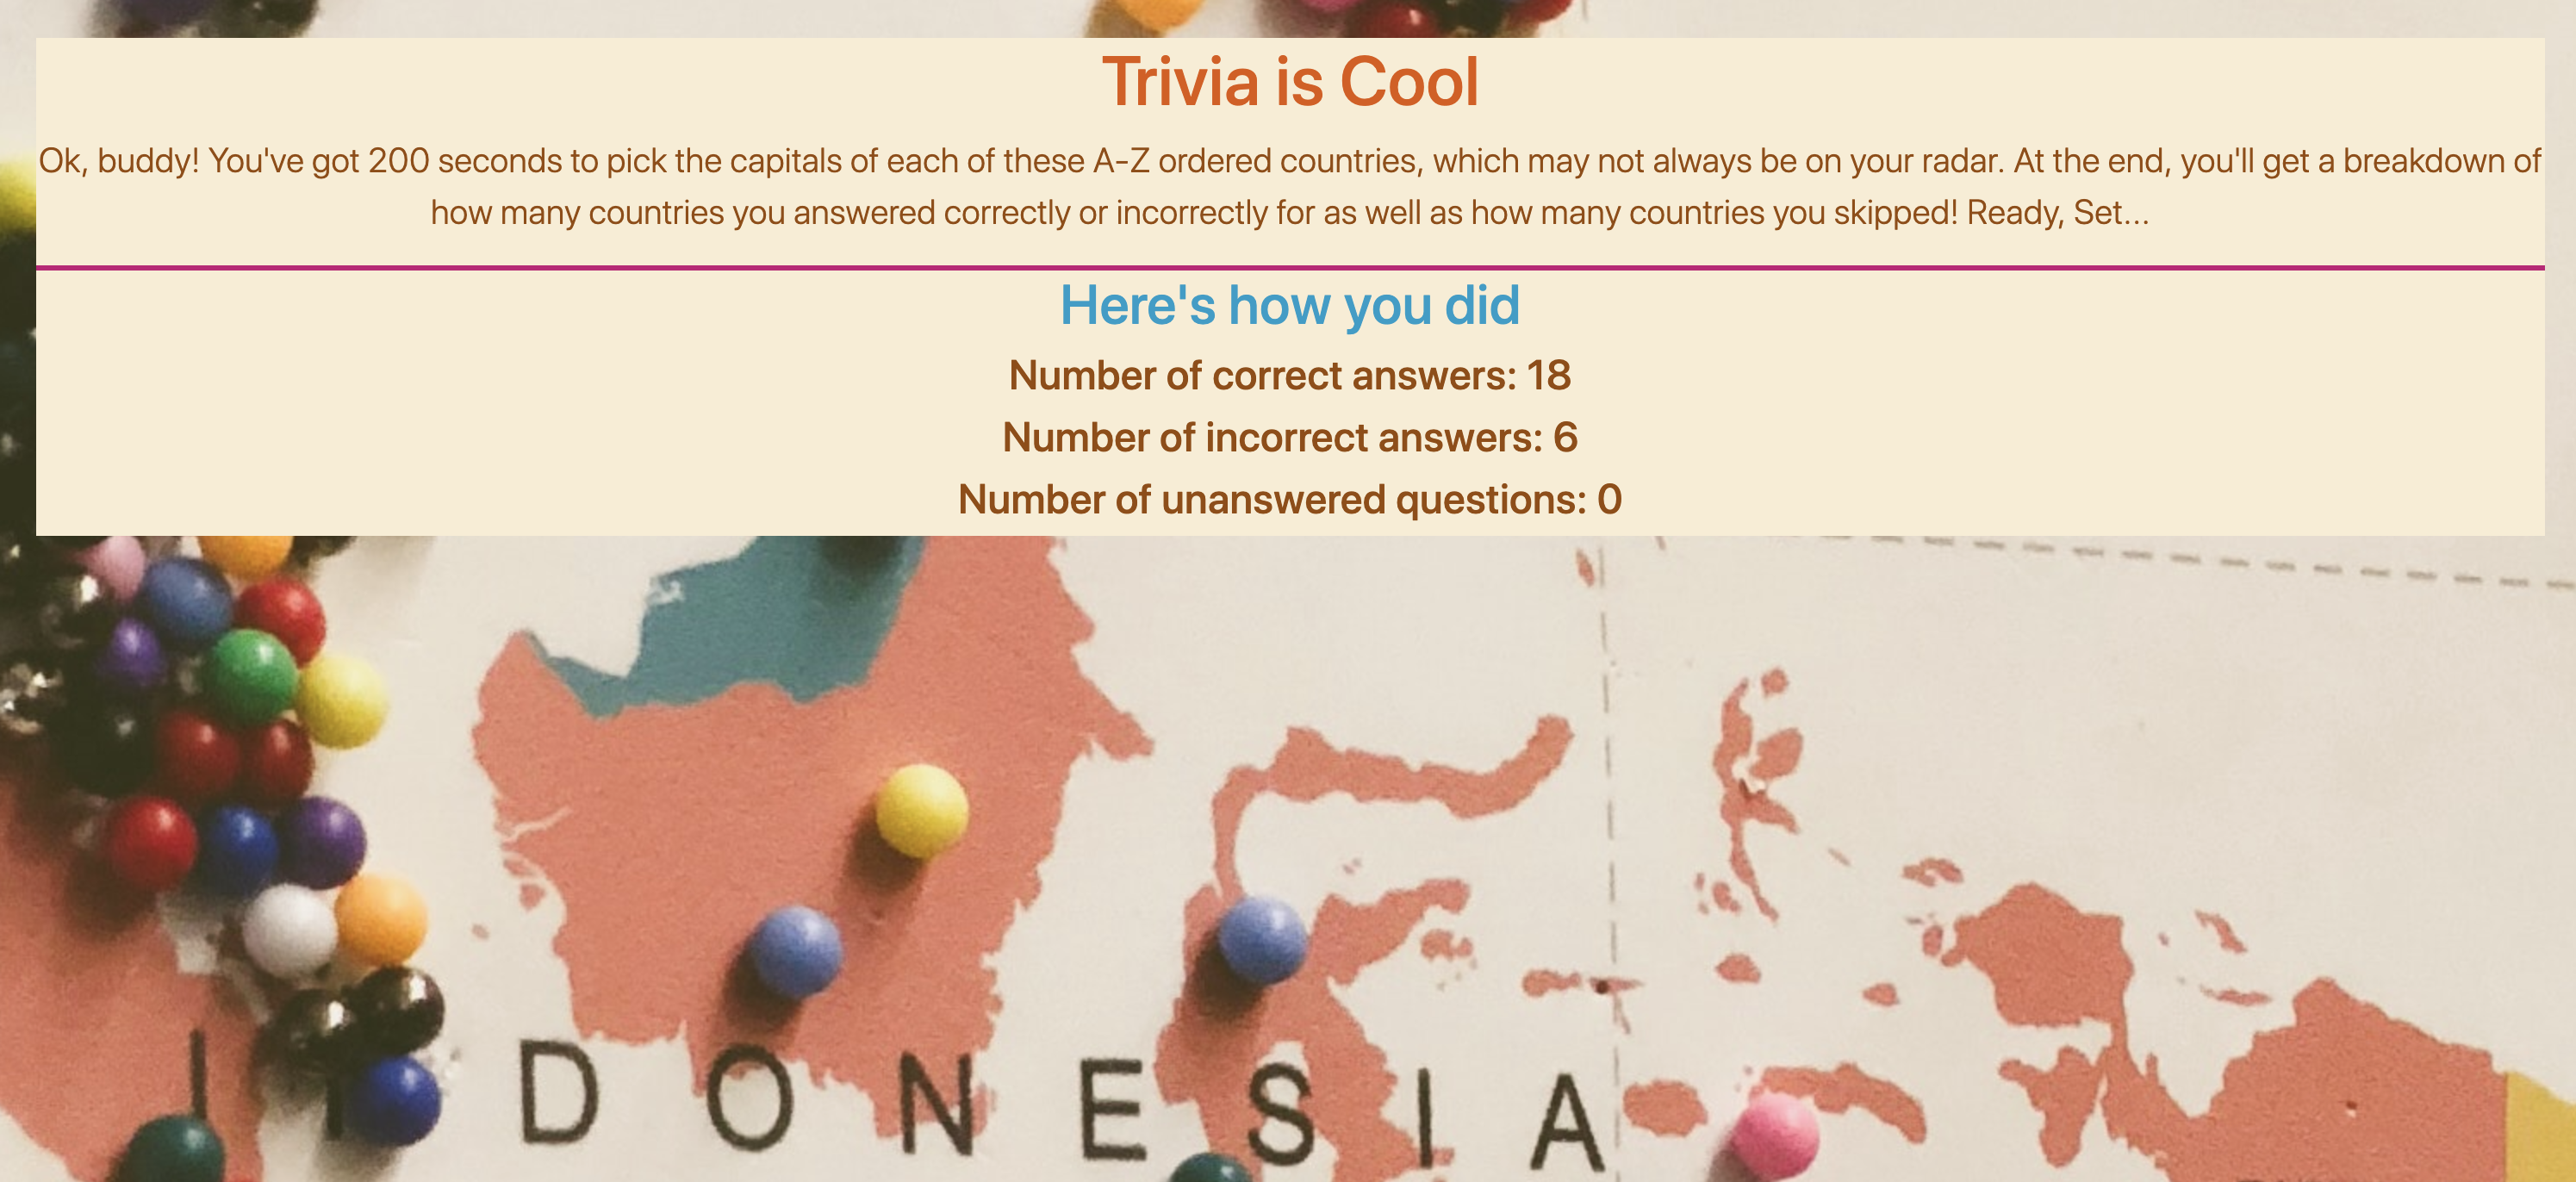 Trivia is Cool
Ok, buddy! You've got 200 seconds to pick the capitals of each of these A-Z ordered countries, which may not always be on your radar. At the end, you'll get a breakdown of
how many countries you answered correctly or incorrectly for as well as how many countries you skipped! Ready, Set...
Here's how you did
Number of correct answers: 18
Number of incorrect answers: 6
Number of unanswered questions: 0
INDONESIA